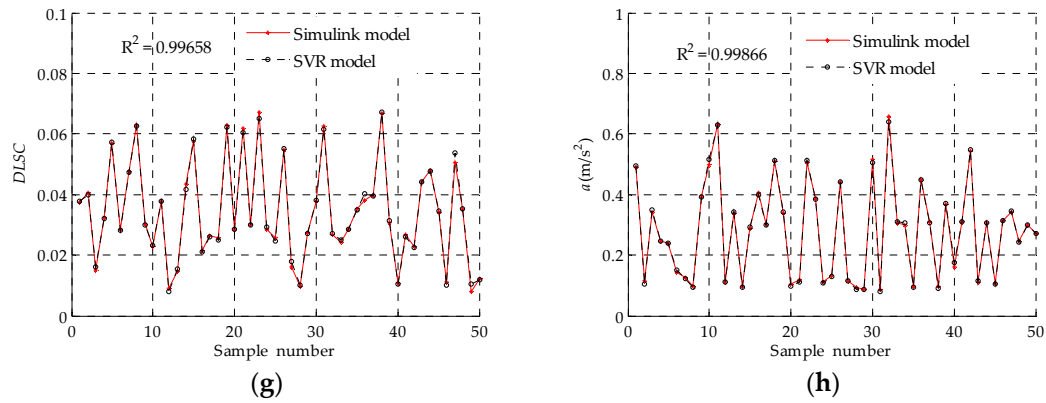 0.1
0.08
0.06
0.04
0.02
0
DLSC
R² = 0.99658
Simulink model
SVR model
0 10 20 30 40 50
Sample number
(g)
1
0.8
0.6
0.4
0.2
0
a (m/s²)
R² = 0.99866
Simulink model
SVR model
0 10 20 30 40 50
Sample number
(h)